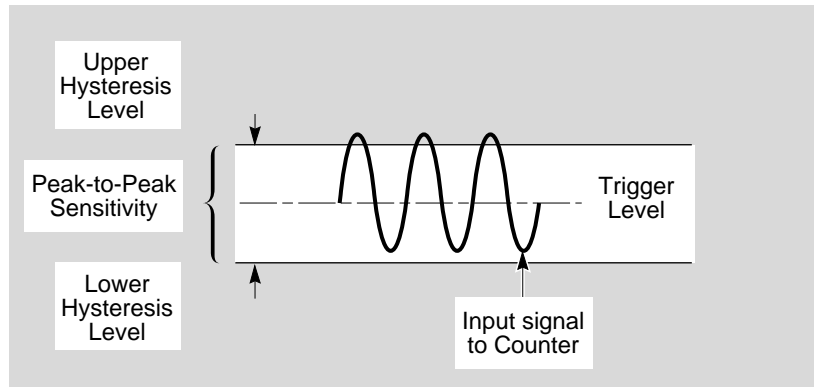 Upper
Hysteresis
Level
Peak-to-Peak
Sensitivity
Trigger
Level
Lower
Hysteresis
Level
Input signal
to Counter